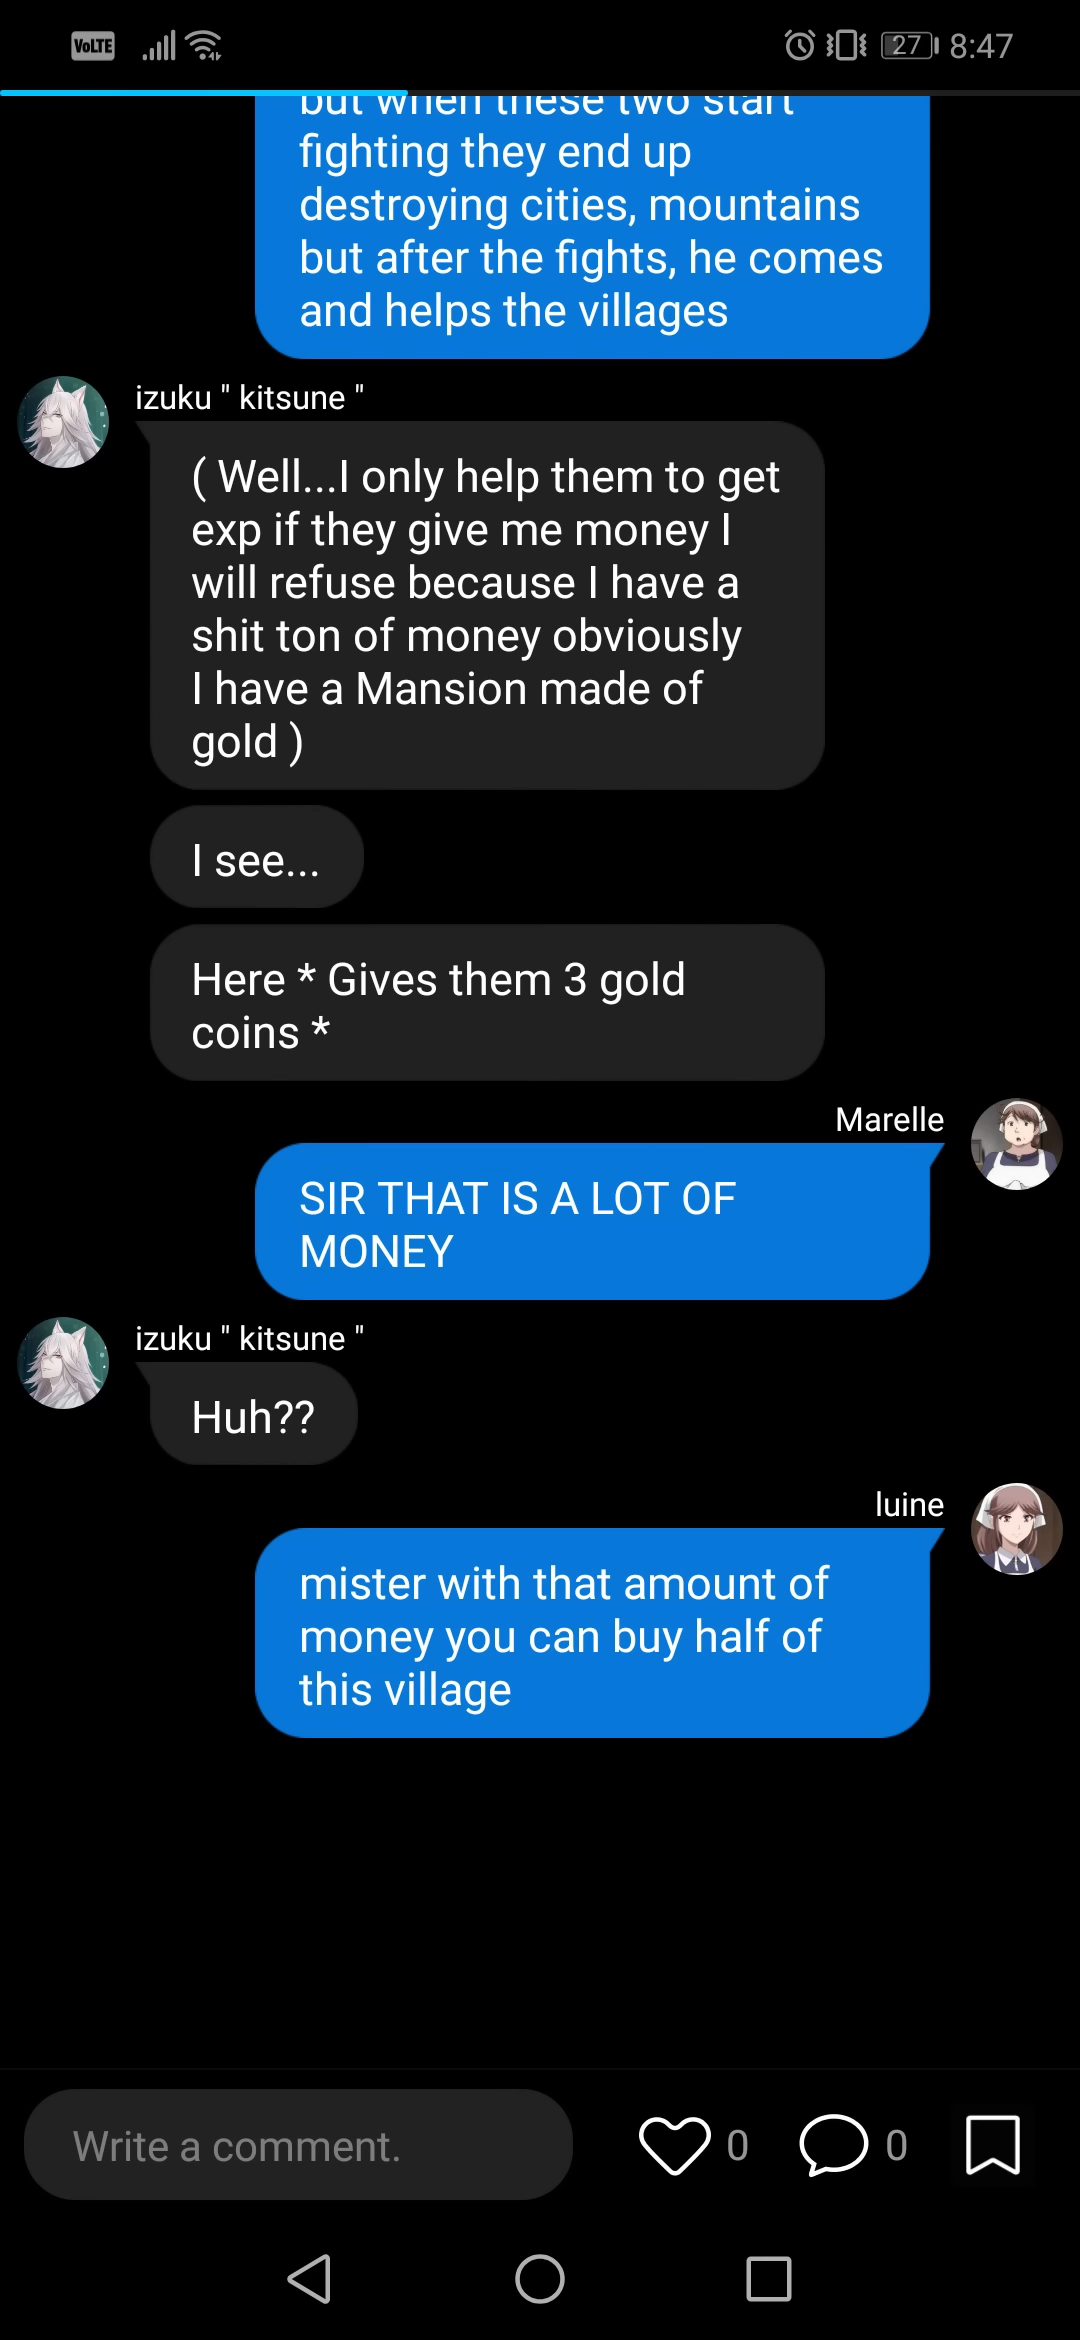 VoLTE
27 8:47
but when these two start
fighting they end up
destroying cities, mountains
but after the fights, he comes
and helps the villages
izuku " kitsune "
( Well...I only help them to get
exp if they give me money I
will refuse because I have a
shit ton of money obviously
I have a Mansion made of
gold )
I see...
Here * Gives them 3 gold
coins *
Marelle
SIR THAT IS A LOT OF
MONEY
izuku " kitsune "
Huh??
luine
mister with that amount of
money you can buy half of
this village
Write a comment.
0
0